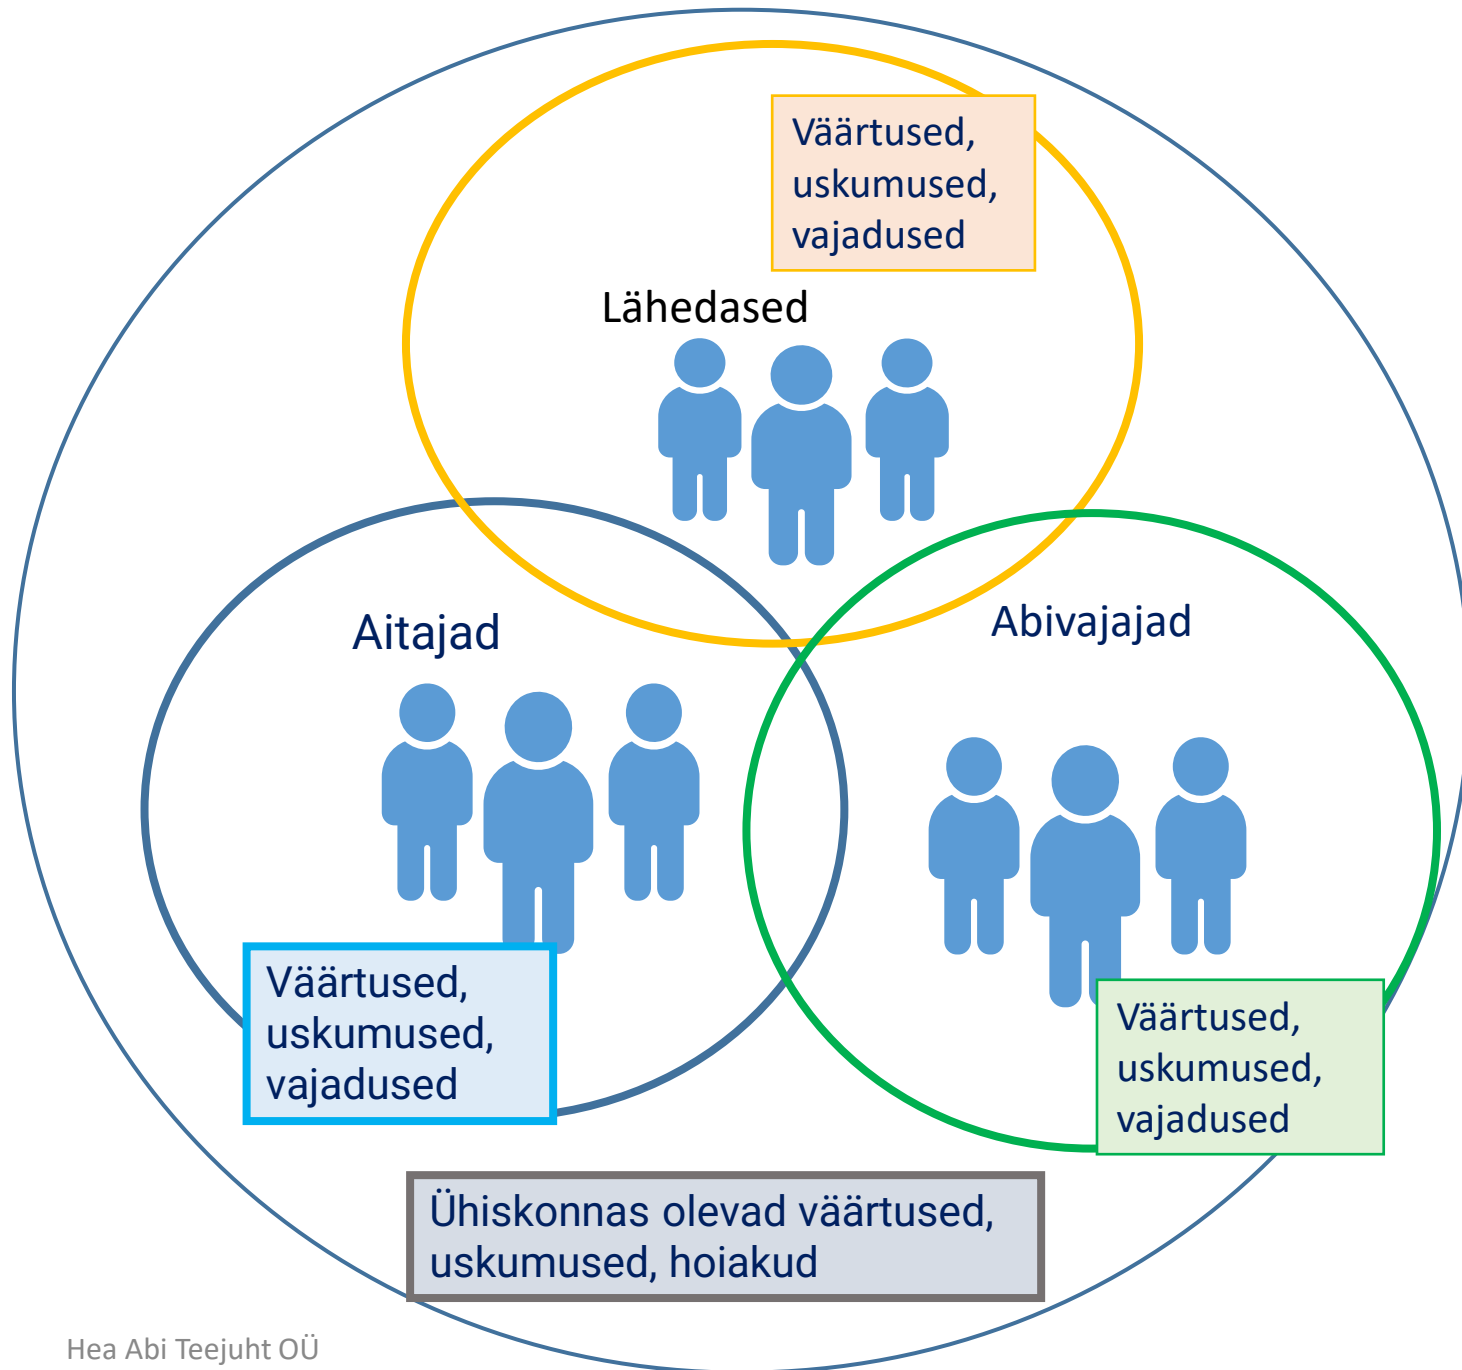 Väärtused,
uskumused,
vajadused
Lähedased
Aitajad
Abivajajad
Väärtused,
uskumused,
vajadused
Väärtused,
uskumused,
vajadused
Ühiskonnas olevad väärtused,
uskumused, hoiakud
Hea Abi Teejuht OÜ